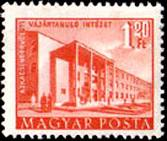 VÁJÁRTANULÓ INTÉZET
1.20
Ft
MAGYAR POSTA